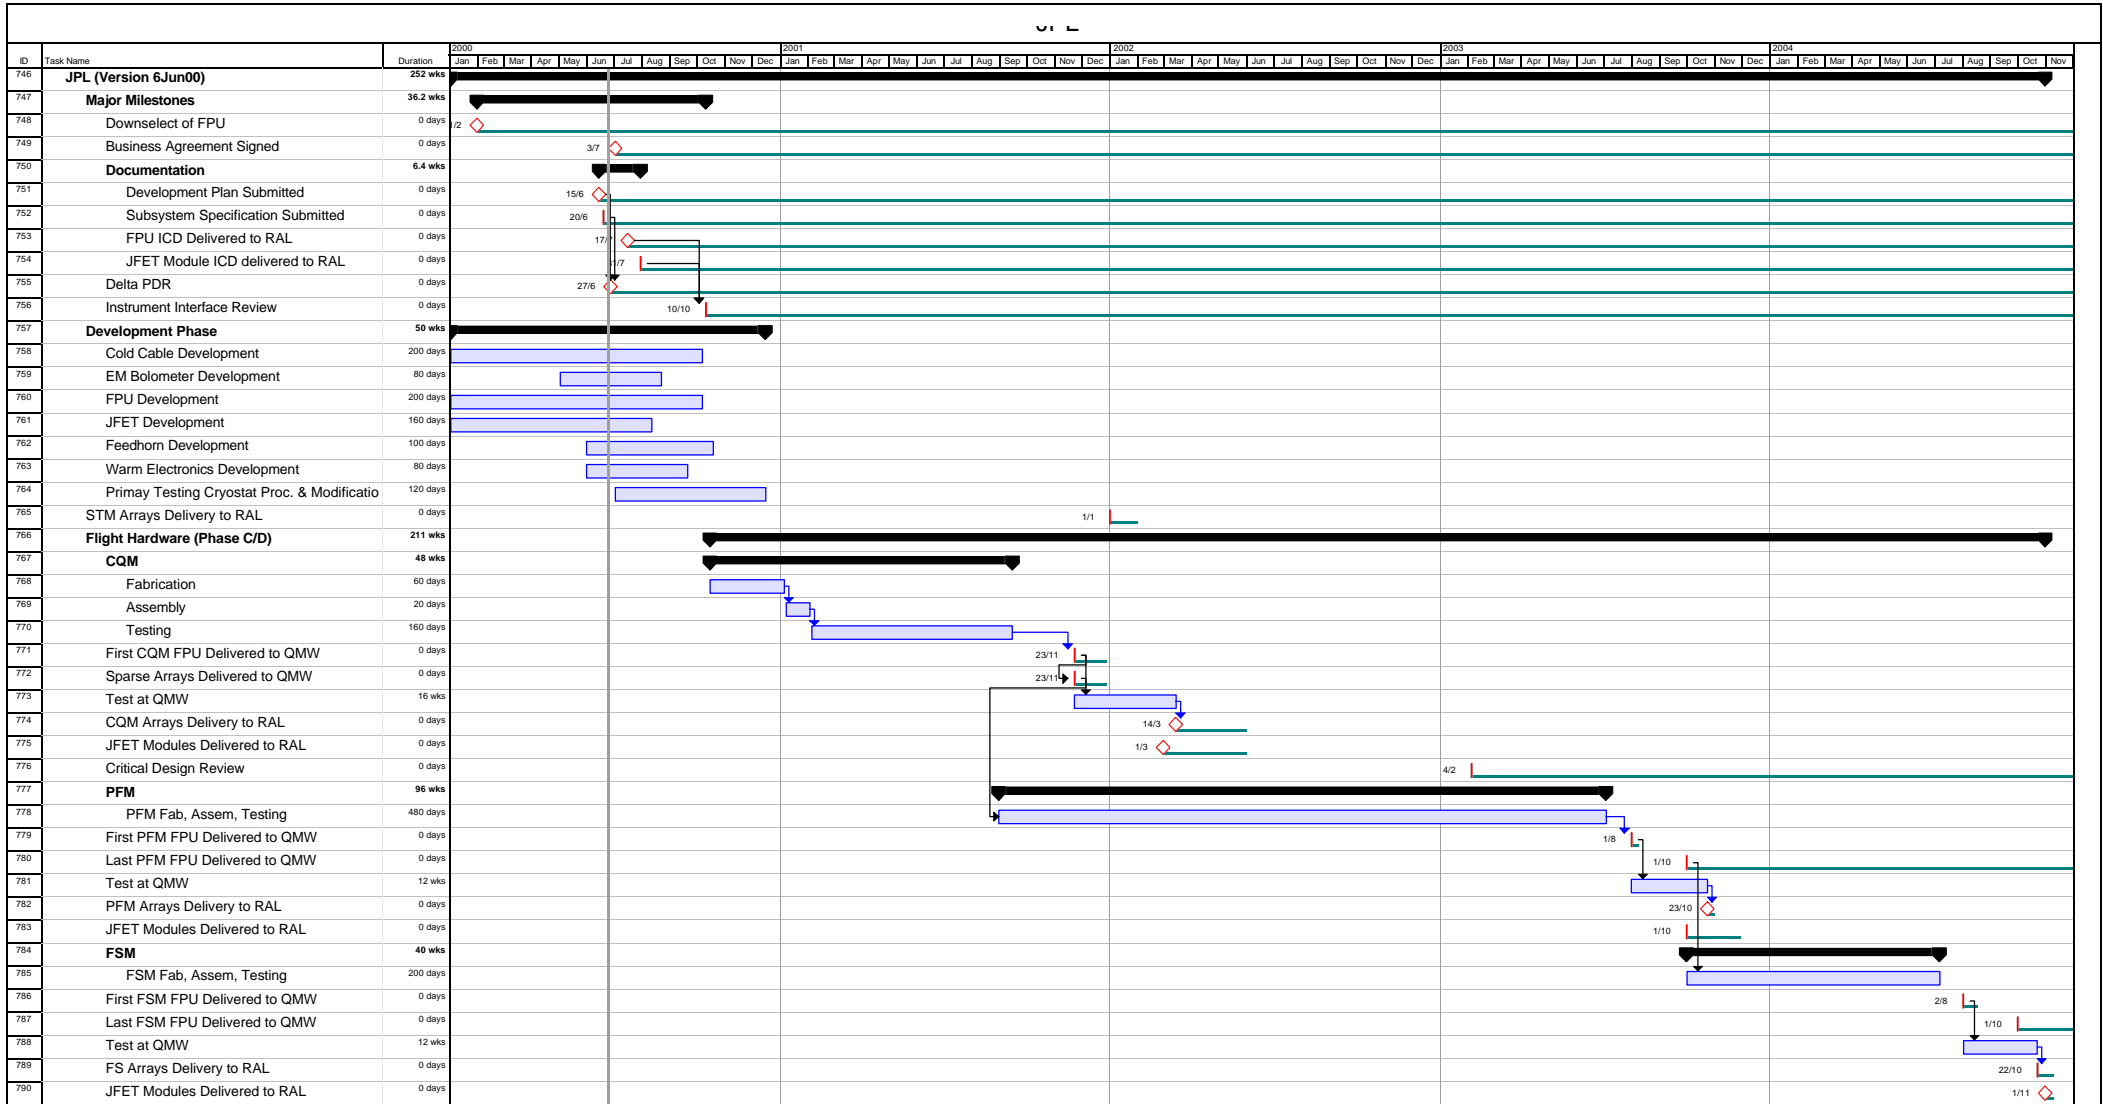 2000 2001 2002 2003 2004
ID Task Name Duration Jan Feb Mar Apr May Jun Jul Aug Sep Oct Nov Dec Jan Feb Mar Apr May Jun Jul Aug Sep Oct Nov Dec Jan Feb Mar Apr May Jun Jul Aug Sep Oct Nov Dec Jan Feb Mar Apr May Jun Jul Aug Sep Oct Nov Dec Jan Feb Mar Apr May Jun Jul Aug Sep Oct Nov
746 JPL (Version 6Jun00) 252 wks
747 Major Milestones 36.2 wks
748 Downselect of FPU 0 days /2
749 Business Agreement Signed 0 days 3/7
750 Documentation 6.4 wks
751 Development Plan Submitted 0 days 15/6
752 Subsystem Specification Submitted 0 days 20/6
753 FPU ICD Delivered to RAL 0 days 17/7
754 JFET Module ICD delivered to RAL 0 days 31/7
755 Delta PDR 0 days 27/6
756 Instrument Interface Review 0 days 10/10
757 Development Phase 50 wks
758 Cold Cable Development 200 days
759 EM Bolometer Development 80 days
760 FPU Development 200 days
761 JFET Development 160 days
762 Feedhorn Development 100 days
763 Warm Electronics Development 80 days
764 Primay Testing Cryostat Proc. & Modificatio 120 days
765 STM Arrays Delivery to RAL 0 days 1/1
766 Flight Hardware (Phase C/D) 211 wks
767 CQM 48 wks
768 Fabrication 60 days
769 Assembly 20 days
770 Testing 160 days
771 First CQM FPU Delivered to QMW 0 days 23/11
772 Sparse Arrays Delivered to QMW 0 days 23/11
773 Test at QMW 16 wks
774 CQM Arrays Delivery to RAL 0 days 14/3
775 JFET Modules Delivered to RAL 0 days 1/3
776 Critical Design Review 0 days 4/2
777 PFM 96 wks
778 PFM Fab, Assem, Testing 480 days
779 First PFM FPU Delivered to QMW 0 days 1/8
780 Last PFM FPU Delivered to QMW 0 days 1/10
781 Test at QMW 12 wks
782 PFM Arrays Delivery to RAL 0 days 23/10
783 JFET Modules Delivered to RAL 0 days 1/10
784 FSM 40 wks
785 FSM Fab, Assem, Testing 200 days
786 First FSM FPU Delivered to QMW 0 days 2/8
787 Last FSM FPU Delivered to QMW 0 days 1/10
788 Test at QMW 12 wks
789 FS Arrays Delivery to RAL 0 days 22/10
790 JFET Modules Delivered to RAL 0 days 1/11